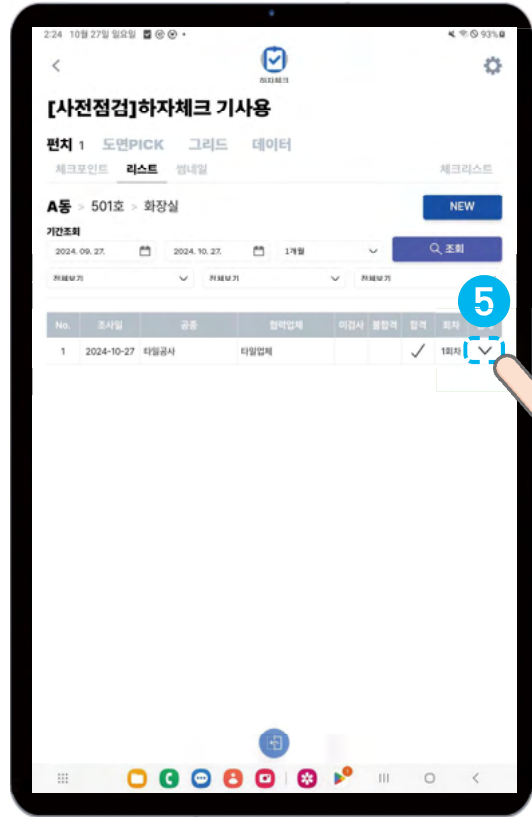 2:24 10월 27일 일요일
93%
하자체크
[사전점검]하자체크 기사용
펀치 1 도면PICK 그리드 데이터
체크포인트 리스트 썸네일 체크리스트
A동 > 501호 > 화장실 NEW
기간조회
2024. 09. 27. 2024. 10. 27. 1개월 조회
전체보기 전체보기 전체보기
5
No. 조사일 공종 협력업체 미검사 불합격 합격 회차
1 2024-10-27 타일공사 타일업체 1회차